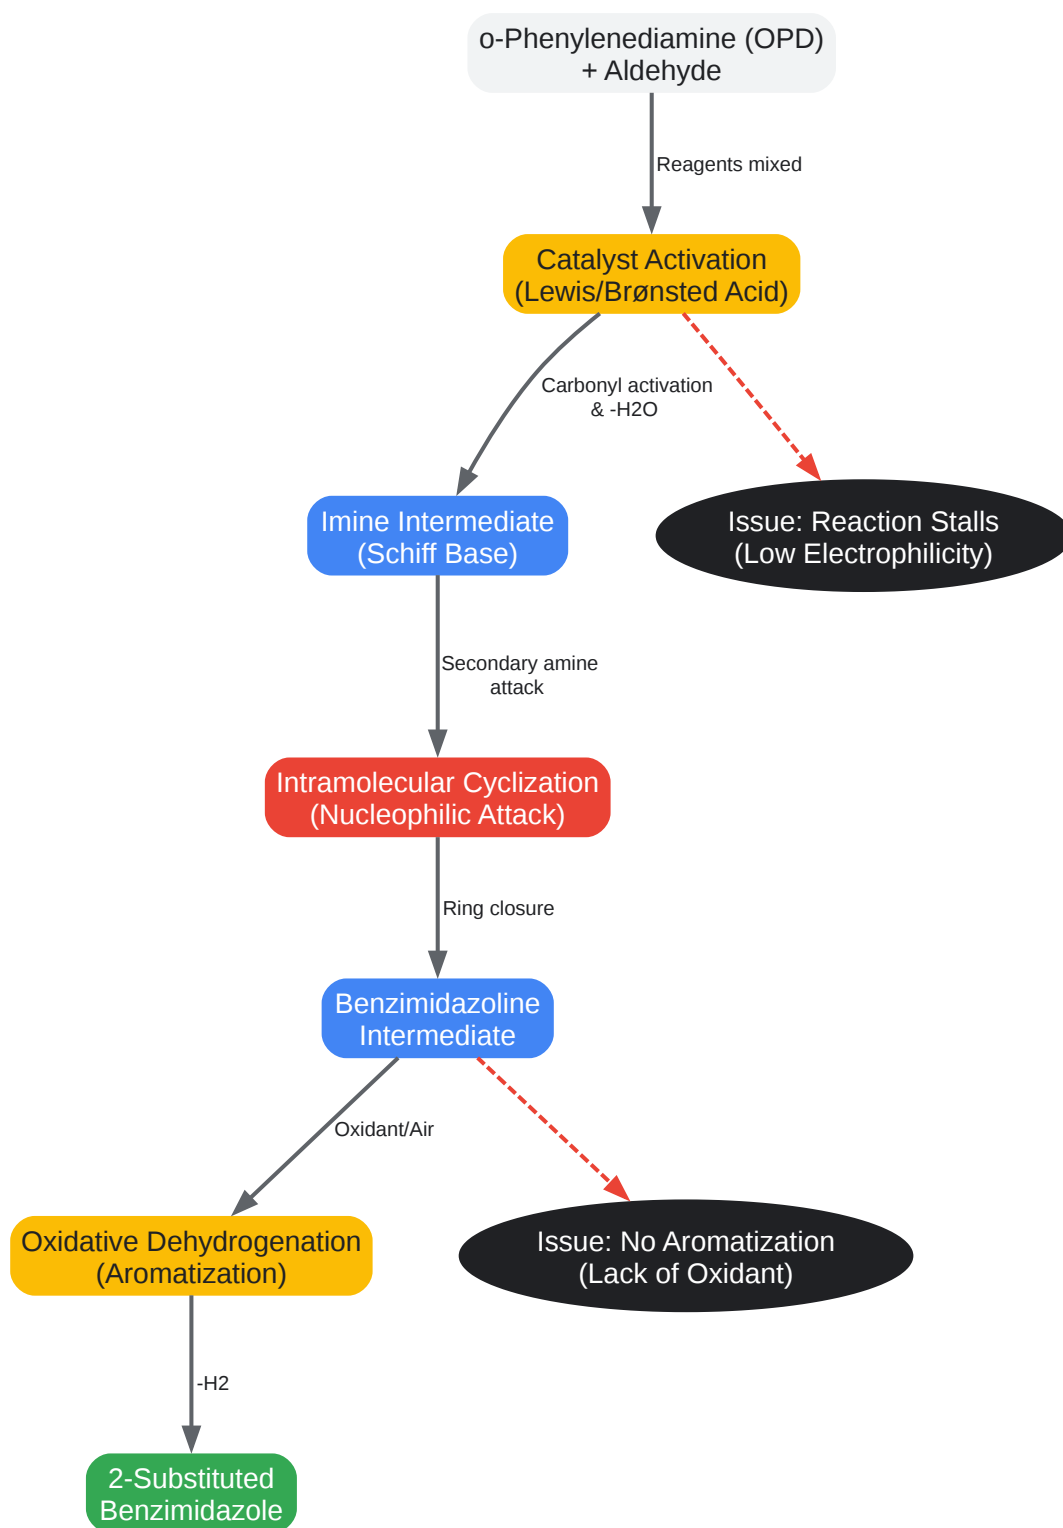 o-Phenylenediamine (OPD)
+ Aldehyde
Reagents mixed
Catalyst Activation
(Lewis/Brønsted Acid)
Carbonyl activation
& -H2O
Imine Intermediate
(Schiff Base)
Issue: Reaction Stalls
(Low Electrophilicity)
Secondary amine
attack
Intramolecular Cyclization
(Nucleophilic Attack)
Ring closure
Benzimidazoline
Intermediate
Oxidant/Air
Oxidative Dehydrogenation
(Aromatization)
Issue: No Aromatization
(Lack of Oxidant)
-H2
2-Substituted
Benzimidazole